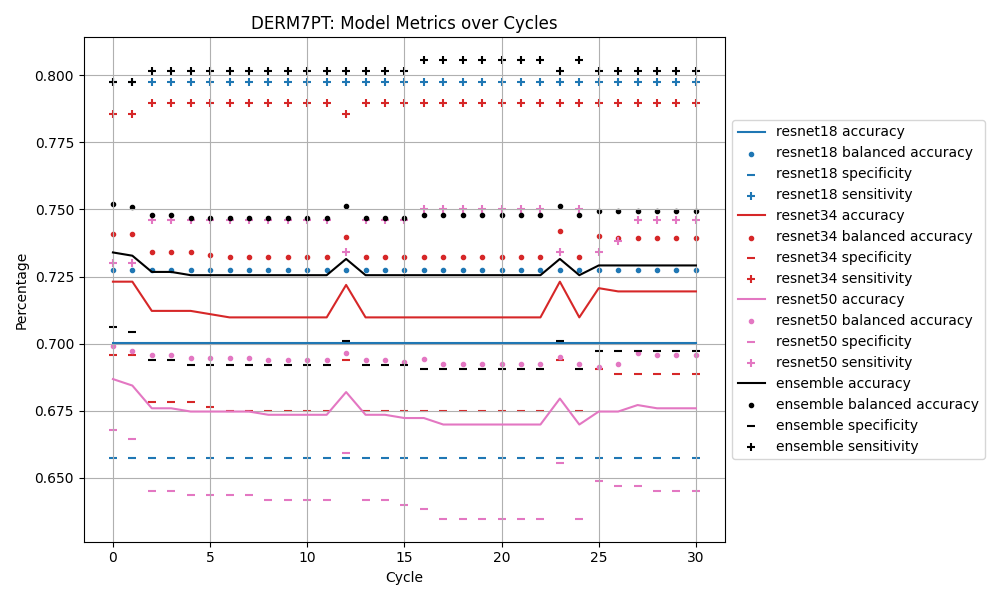 DERM7PT: Model Metrics over Cycles
Percentage
0.800
0.775
0.750
0.725
0.700
0.675
0.650
0
5
10
15
20
25
30
Cycle
resnet18 accuracy
resnet18 balanced accuracy
resnet18 specificity
resnet18 sensitivity
resnet34 accuracy
resnet34 balanced accuracy
resnet34 specificity
resnet34 sensitivity
resnet50 accuracy
resnet50 balanced accuracy
resnet50 specificity
resnet50 sensitivity
ensemble accuracy
ensemble balanced accuracy
ensemble specificity
ensemble sensitivity